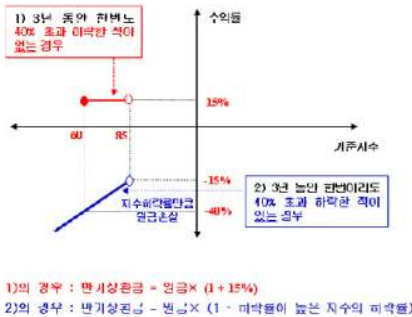 수익률
1) 3년 동안 한번도
40% 초과 하락한 적이
없는 경우
15%
60
85
기준지수
-15%
지수하락률만큼
원금손실
-40%
2) 3년 동안 한번이라도
40% 초과 하락한 적이
있는 경우
1)의 경우 : 만기상환금 = 원금× (1+15%)
2)의 경우 : 만기상환금 = 원금× (1 - 하락률이 높은 지수의 하락률)